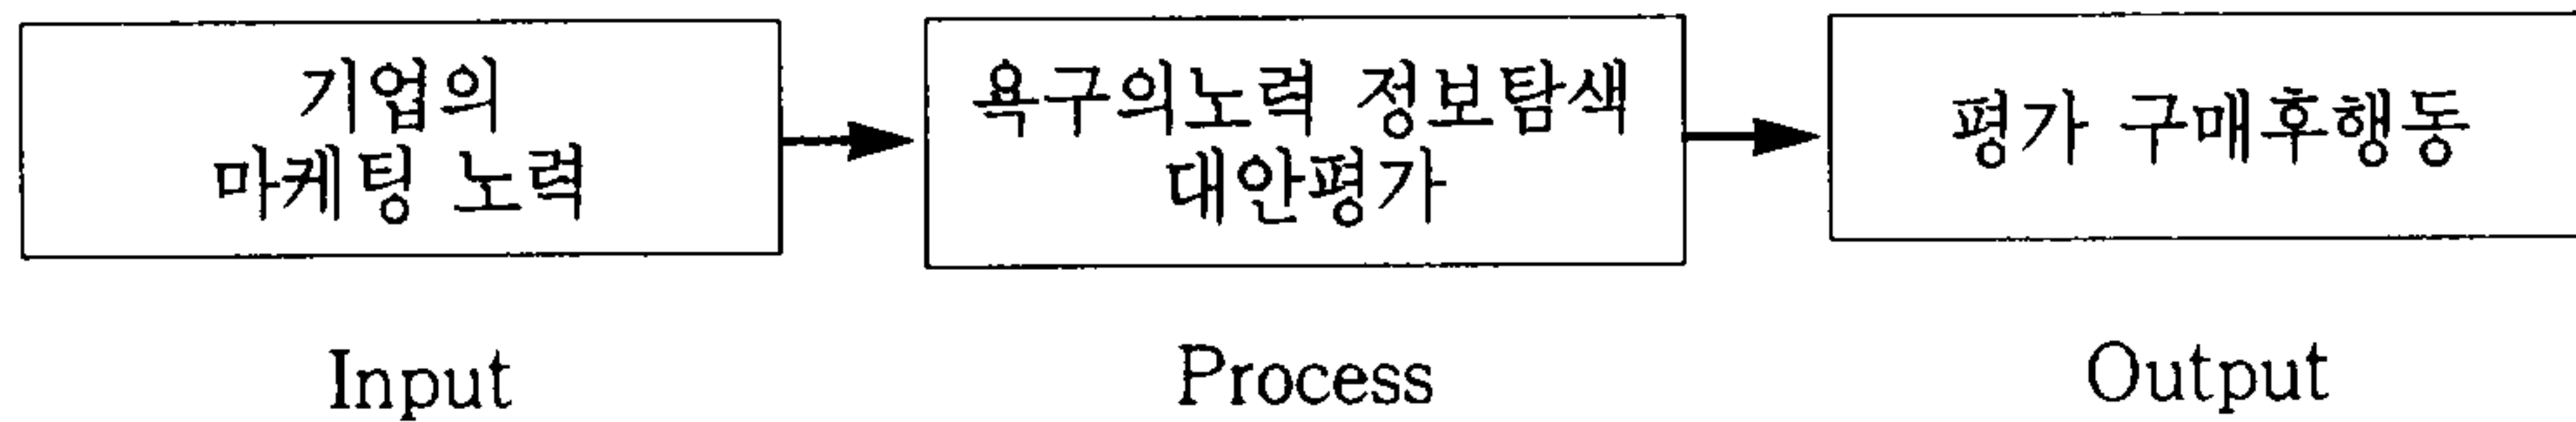 기업의
마케팅 노력
욕구의노력 정보탐색
대안평가
평가 구매후행동
Input
Process
Output